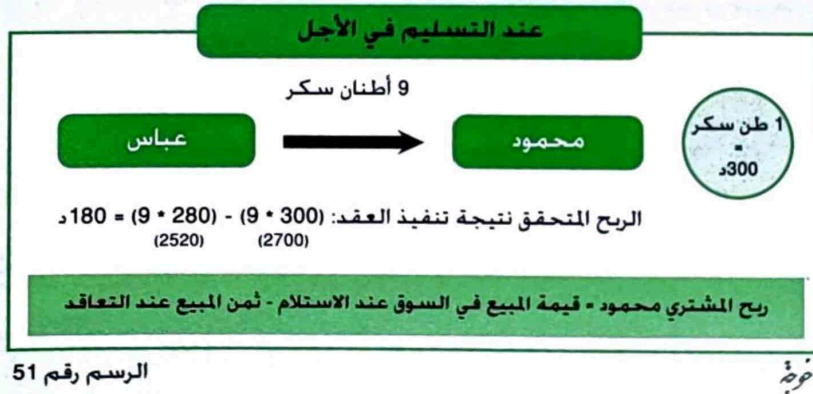 عند التسليم في الأجل
9 أطنان سكر
عباس
محمود
1 طن سكر
=
300د
الربح المتحقق نتيجة تنفيذ العقد: (300 * 9) - (280 * 9) = 180د
(2700) (2520)
ربح المشتري محمود = قيمة المبيع في السوق عند الاستلام - ثمن المبيع عند التعاقد
الرسم رقم 51